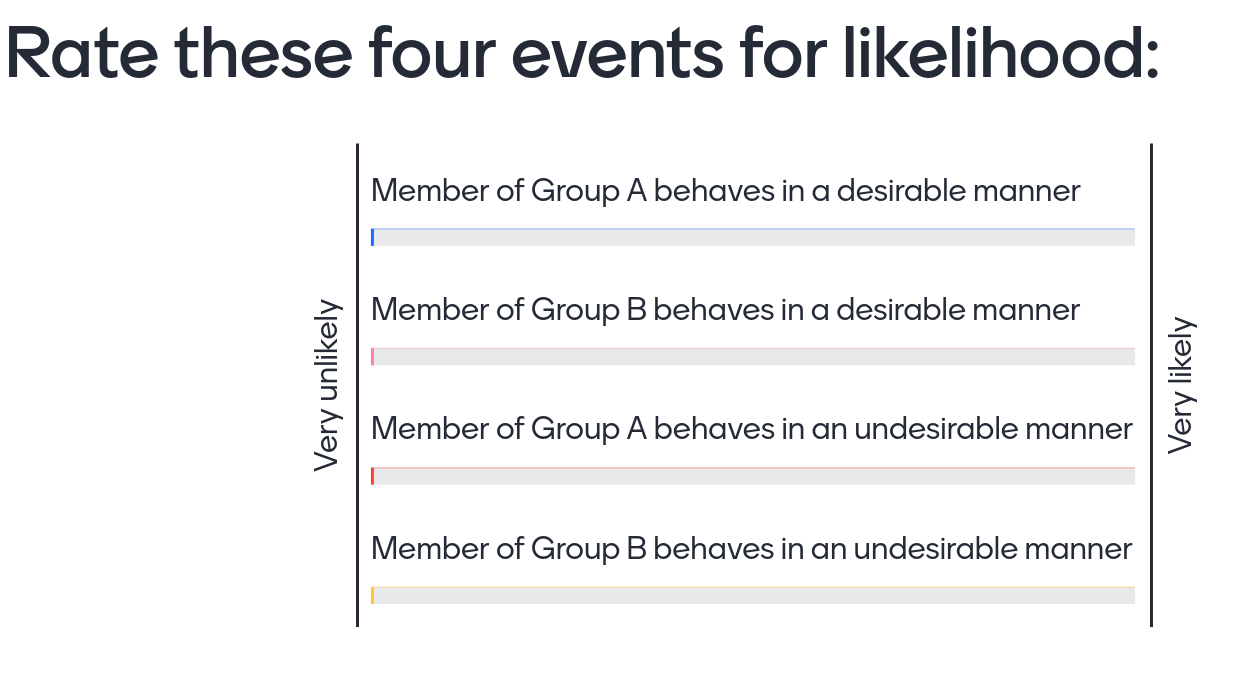 Rate these four events for likelihood:
Very unlikely
Member of Group A behaves in a desirable manner
Member of Group B behaves in a desirable manner
Member of Group A behaves in an undesirable manner
Member of Group B behaves in an undesirable manner
Very likely